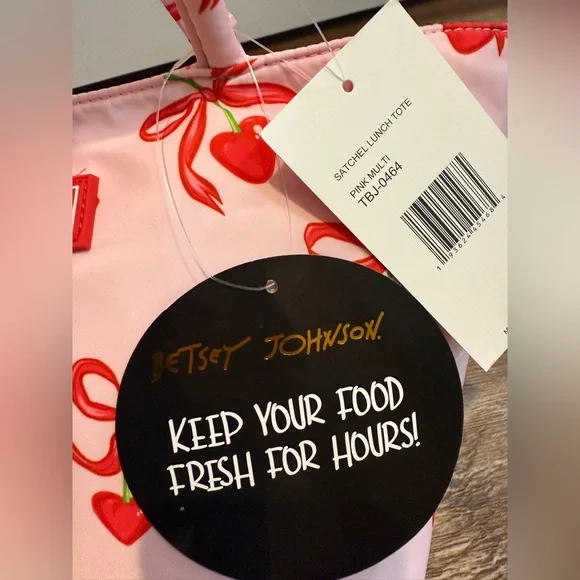 SATCHEL LUNCH TOTE
PINK MULTI
TBJ-0464
BETSEY JOHNSON.
KEEP YOUR FOOD
FRESH FOR HOURS!